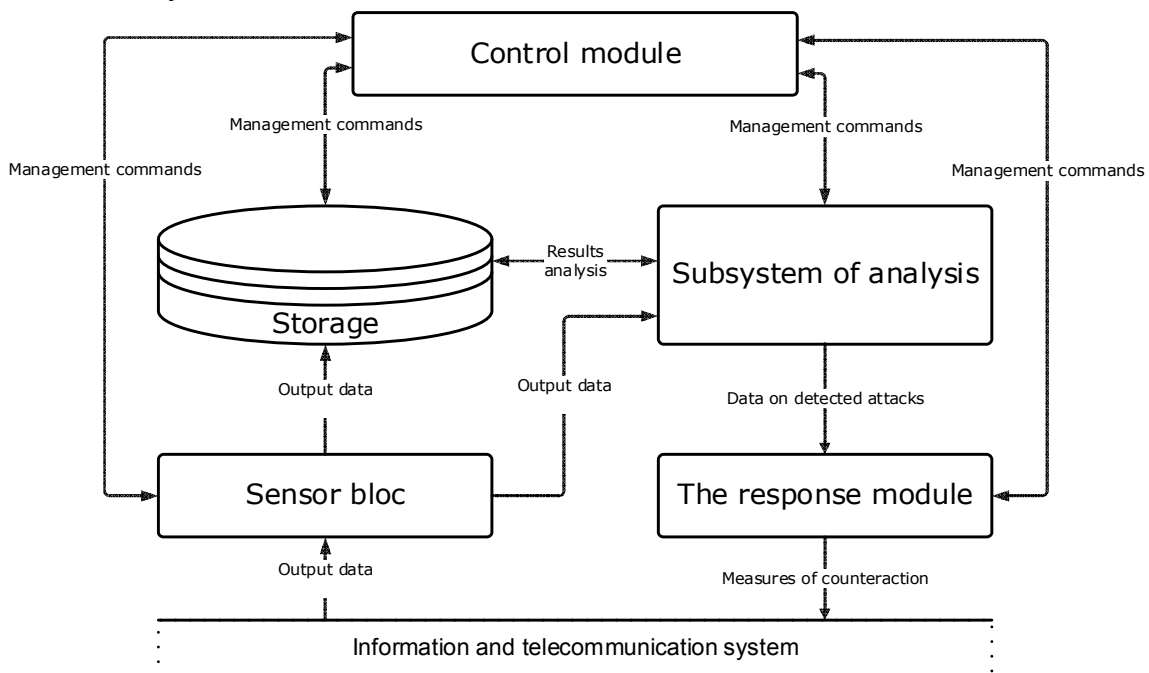 Control module
Management commands
Management commands
Management commands
Management commands
Results
analysis
Subsystem of analysis
Storage
Output data
Output data
Data on detected attacks
Sensor bloc
The response module
Output data
Measures of counteraction
Information and telecommunication system